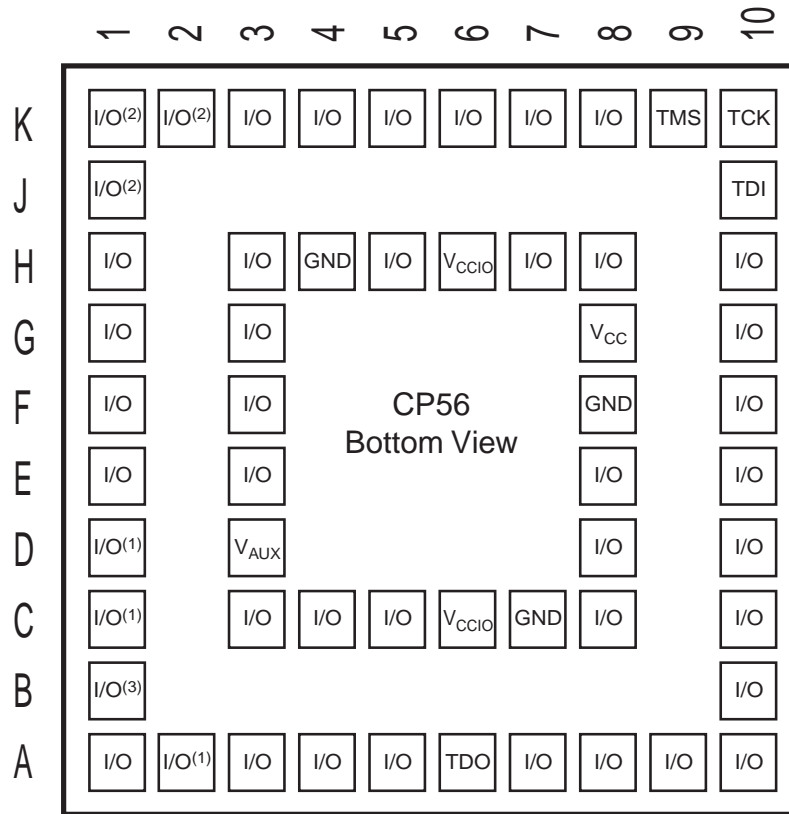 1 2 3 4 5 6 7 8 9 10
K I/O(2) I/O(2) I/O I/O I/O I/O I/O I/O TMS TCK
J I/O(2) TDI
H I/O I/O GND I/O VCCIO I/O I/O I/O
G I/O I/O VCC I/O
F I/O I/O CP56 GND I/O
Bottom View
E I/O I/O I/O I/O
D I/O(1) VAUX I/O I/O
C I/O(1) I/O I/O I/O VCCIO GND I/O I/O
B I/O(3) I/O
A I/O I/O(1) I/O I/O I/O TDO I/O I/O I/O I/O